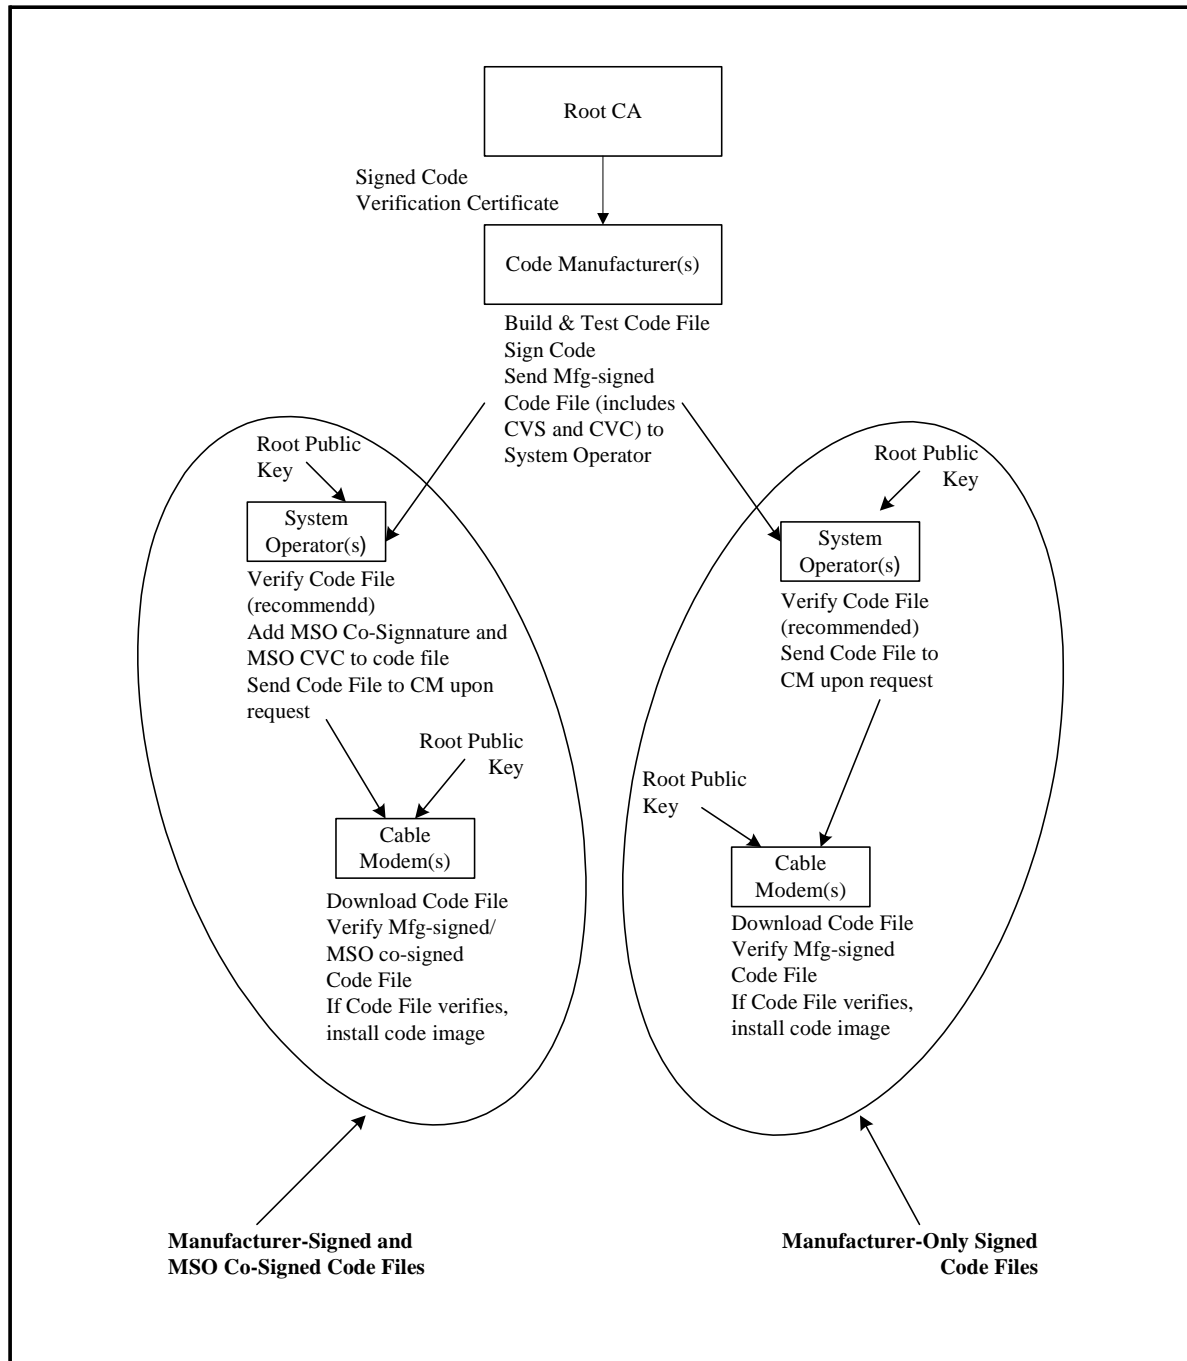 Root CA
Signed Code
Verification Certificate
Code Manufacturer(s)
Build & Test Code File
Sign Code
Send Mfg-signed
Code File (includes
CVS and CVC) to
System Operator
Root Public
Key
System
Operator(s)
Verify Code File
(recommendd)
Add MSO Co-Signnature and
MSO CVC to code file
Send Code File to CM upon
request
Root Public
Key
Cable
Modem(s)
Download Code File
Verify Mfg-signed/
MSO co-signed
Code File
If Code File verifies,
install code image
Root Public
Key
System
Operator(s)
Verify Code File
(recommended)
Send Code File to
CM upon request
Root Public
Key
Cable
Modem(s)
Download Code File
Verify Mfg-signed
Code File
If Code File verifies,
install code image
Manufacturer-Signed and
MSO Co-Signed Code Files
Manufacturer-Only Signed
Code Files